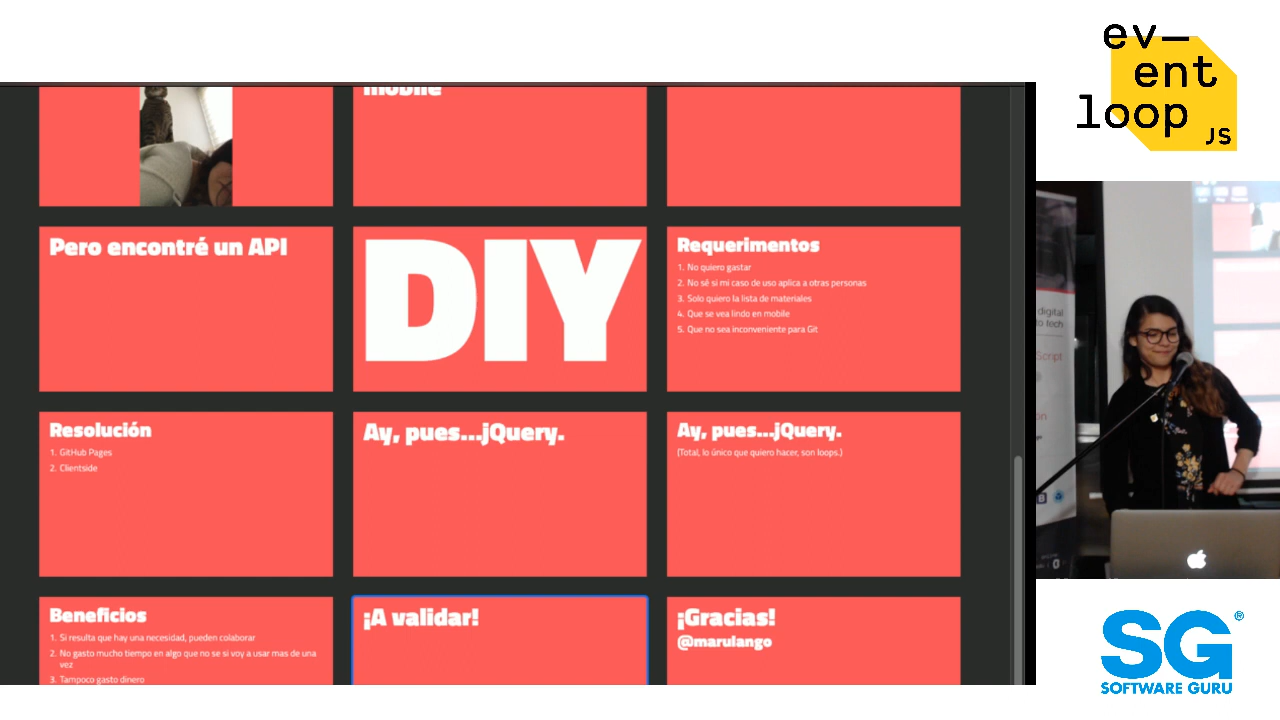 ev—
ent
loop
JS
mobile
Pero encontré un API
DIY
Requerimentos
1. No quiero gastar
2. No sé si mi caso de uso aplica a otras personas
3. Solo quiero la lista de materiales
4. Que se vea lindo en mobile
5. Que no sea inconveniente para Git
Resolución
1. GitHub Pages
2. Clientside
Ay, pues...jQuery.
Ay, pues...jQuery.
(Total, lo único que quiero hacer, son loops.)
Beneficios
1. Si resulta que hay una necesidad, pueden colaborar
2. No gasto mucho tiempo en algo que no se si voy a usar mas de una
vez
3. Tampoco gasto dinero
¡A validar!
¡Gracias!
@marulango
digital
to tech
Script
SG®
SOFTWARE GURU